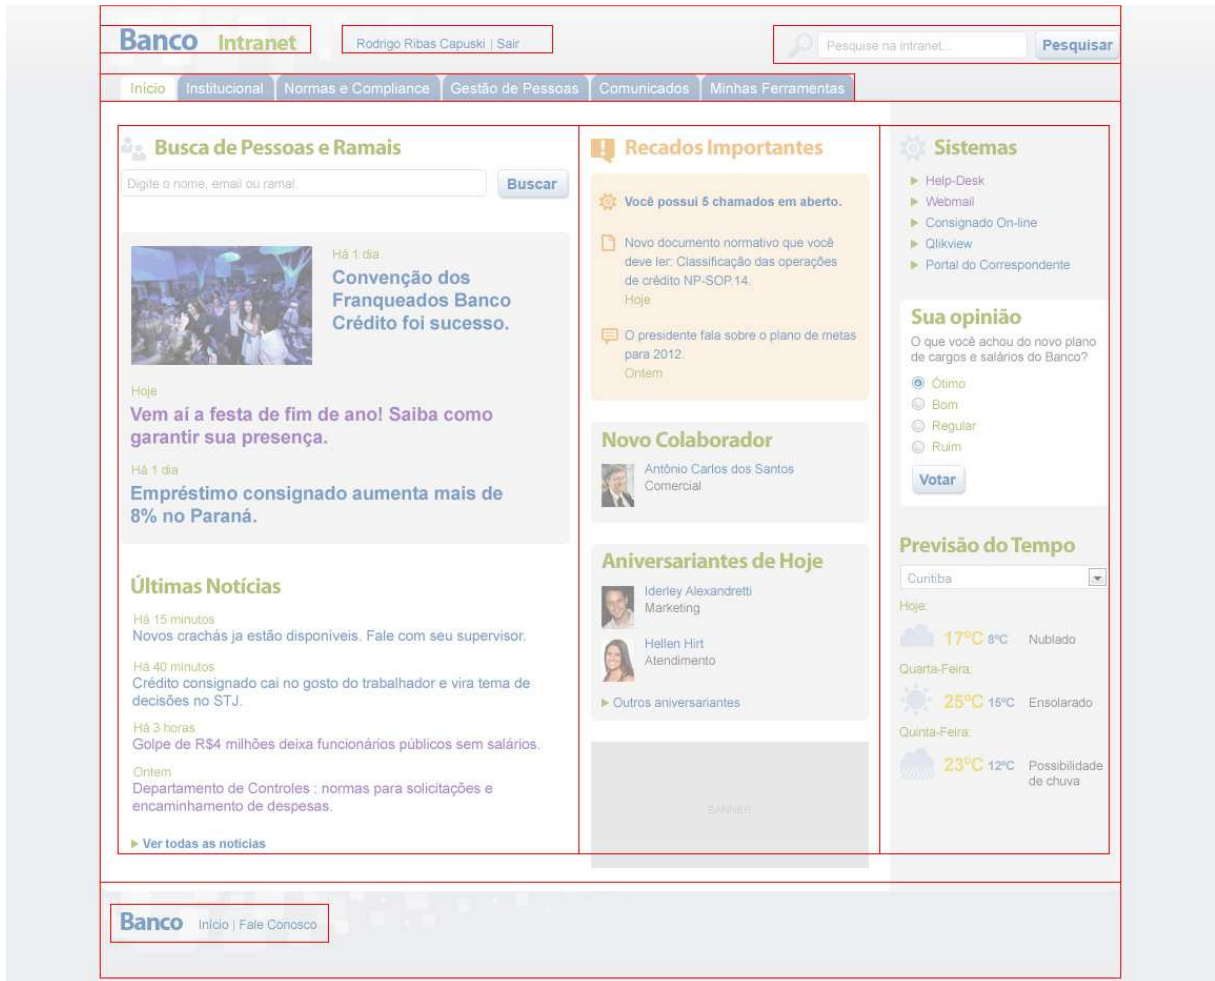 Banco Intranet
Rodrigo Ribas Capuski | Sair
Pesquise na intranet...
Pesquisar
Início
Institucional
Normas e Compliance
Gestão de Pessoas
Comunicados
Minhas Ferramentas
Busca de Pessoas e Ramais
Digite o nome, email ou ramal.
Buscar
Há 1 dia
Convenção dos
Franqueados Banco
Crédito foi sucesso.
Hoje
Vem aí a festa de fim de ano! Saiba como
garantir sua presença.
Há 1 dia
Empréstimo consignado aumenta mais de
8% no Paraná.
Últimas Notícias
Há 15 minutos
Novos crachás ja estão disponíveis. Fale com seu supervisor.
Há 40 minutos
Crédito consignado cai no gosto do trabalhador e vira tema de
decisões no STJ.
Há 3 horas
Golpe de R$4 milhões deixa funcionários públicos sem salários.
Ontem
Departamento de Controles : normas para solicitações e
encaminhamento de despesas.
Ver todas as notícias
Recados Importantes
Você possui 5 chamados em aberto.
Novo documento normativo que você
deve ler: Classificação das operações
de crédito NP-SOP.14.
Hoje
O presidente fala sobre o plano de metas
para 2012.
Ontem
Novo Colaborador
Antônio Carlos dos Santos
Comercial
Aniversariantes de Hoje
Iderley Alexandretti
Marketing
Hellen Hirt
Atendimento
Outros aniversariantes
BANNER
Sistemas
Help-Desk
Webmail
Consignado On-line
Qlikview
Portal do Correspondente
Sua opinião
O que você achou do novo plano
de cargos e salários do Banco?
Ótimo
Bom
Regular
Ruim
Votar
Previsão do Tempo
Curitiba
Hoje:
17ºC 8ºC Nublado
Quarta-Feira:
25ºC 15ºC Ensolarado
Quinta-Feira:
23ºC 12ºC Possibilidade
de chuva
Banco Início | Fale Conosco